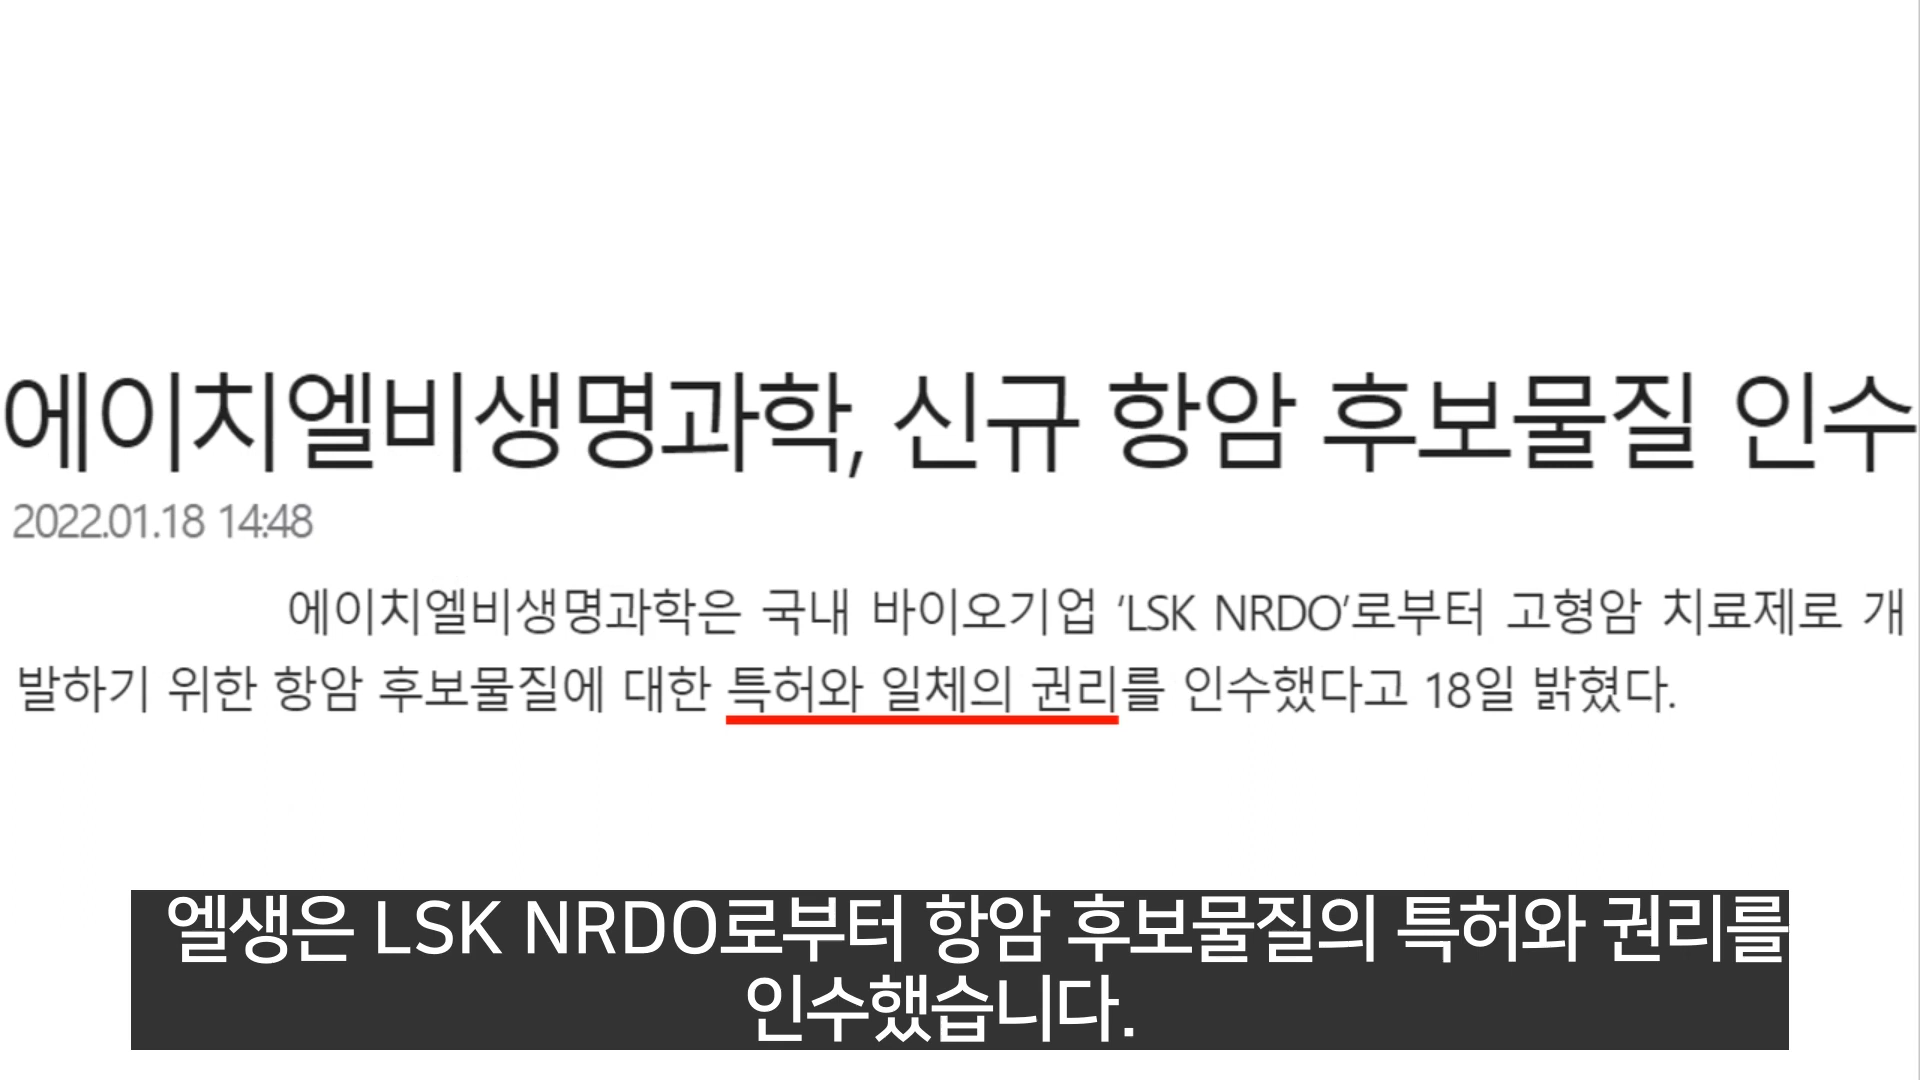 에이치엘비생명과학, 신규 항암 후보물질 인수
2022.01.18 14:48
에이치엘비생명과학은 국내 바이오기업 'LSK NRDO'로부터 고형암 치료제로 개
발하기 위한 항암 후보물질에 대한 특허와 일체의 권리를 인수했다고 18일 밝혔다.
엘생은 LSK NRDO로부터 항암 후보물질의 특허와 권리를
인수했습니다.